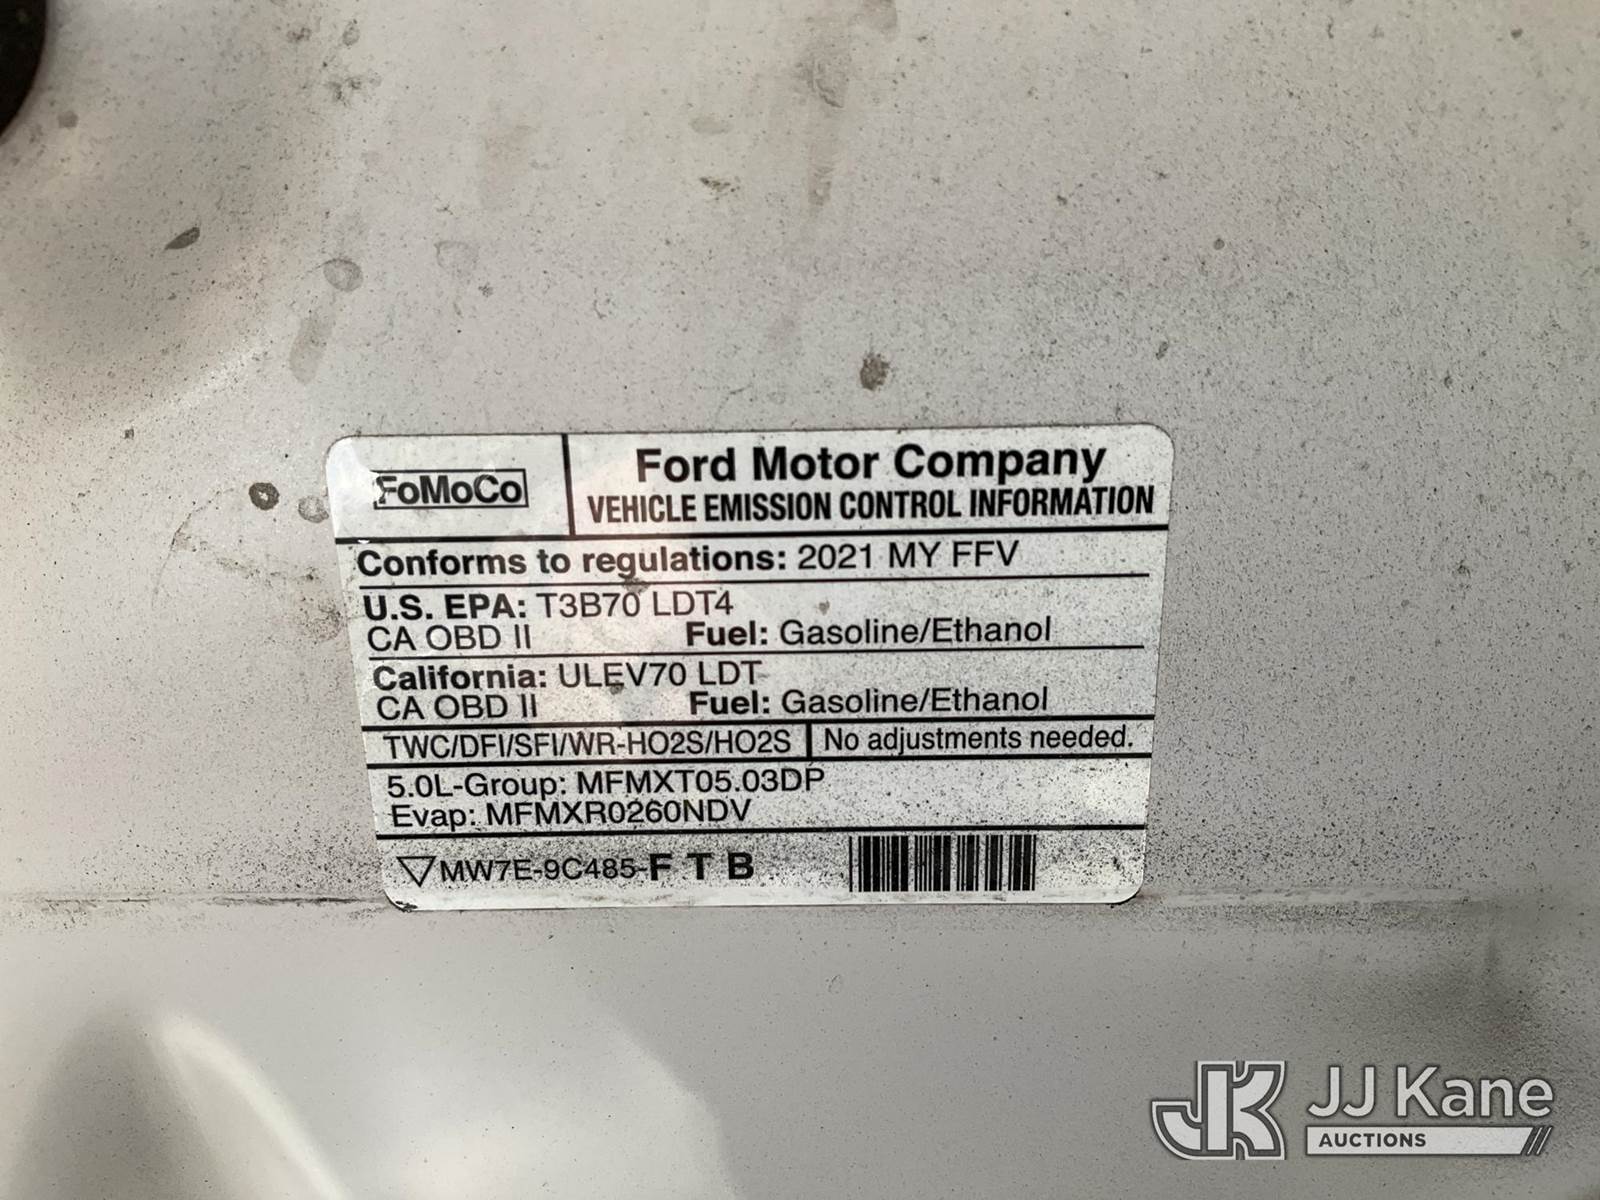 FoMoCo
Ford Motor Company
VEHICLE EMISSION CONTROL INFORMATION
Conforms to regulations: 2021 MY FFV
U.S. EPA: T3B70 LDT4
CA OBD II Fuel: Gasoline/Ethanol
California: ULEV70 LDT
CA OBD II Fuel: Gasoline/Ethanol
TWC/DFI/SFI/WR-HO2S/HO2S No adjustments needed.
5.0L-Group: MFMXT05.03DP
Evap: MFMXR0260NDV
MW7E-9C485-F T B
JK JJ Kane
AUCTIONS